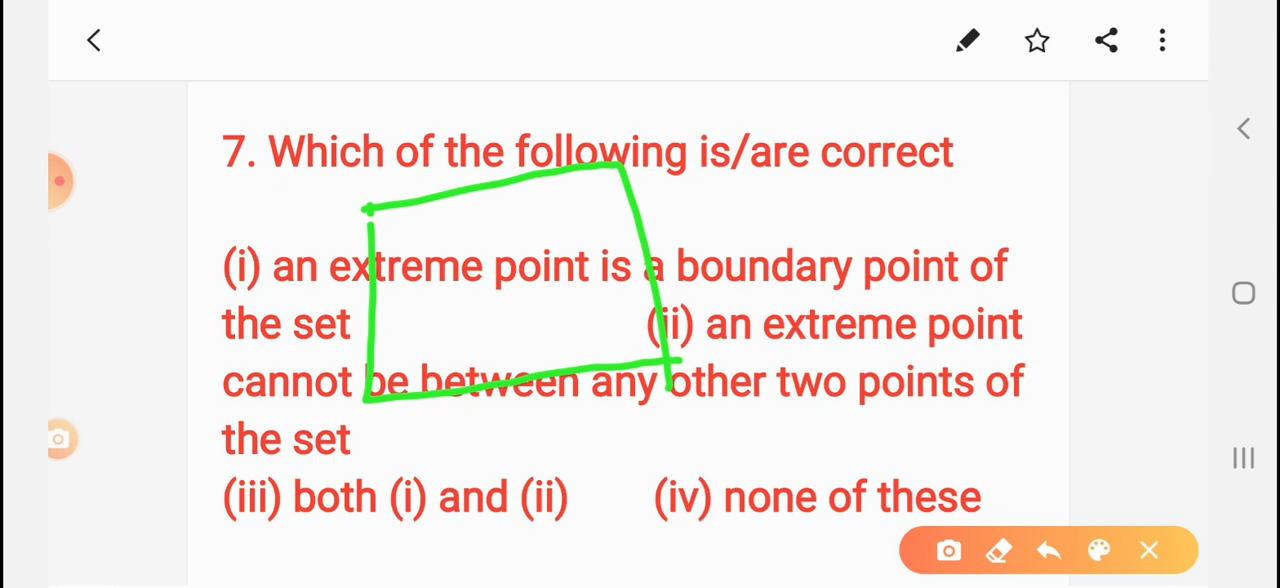 7. Which of the following is/are correct
(i) an extreme point is a boundary point of
the set (ii) an extreme point
cannot be between any other two points of
the set
(iii) both (i) and (ii) (iv) none of these